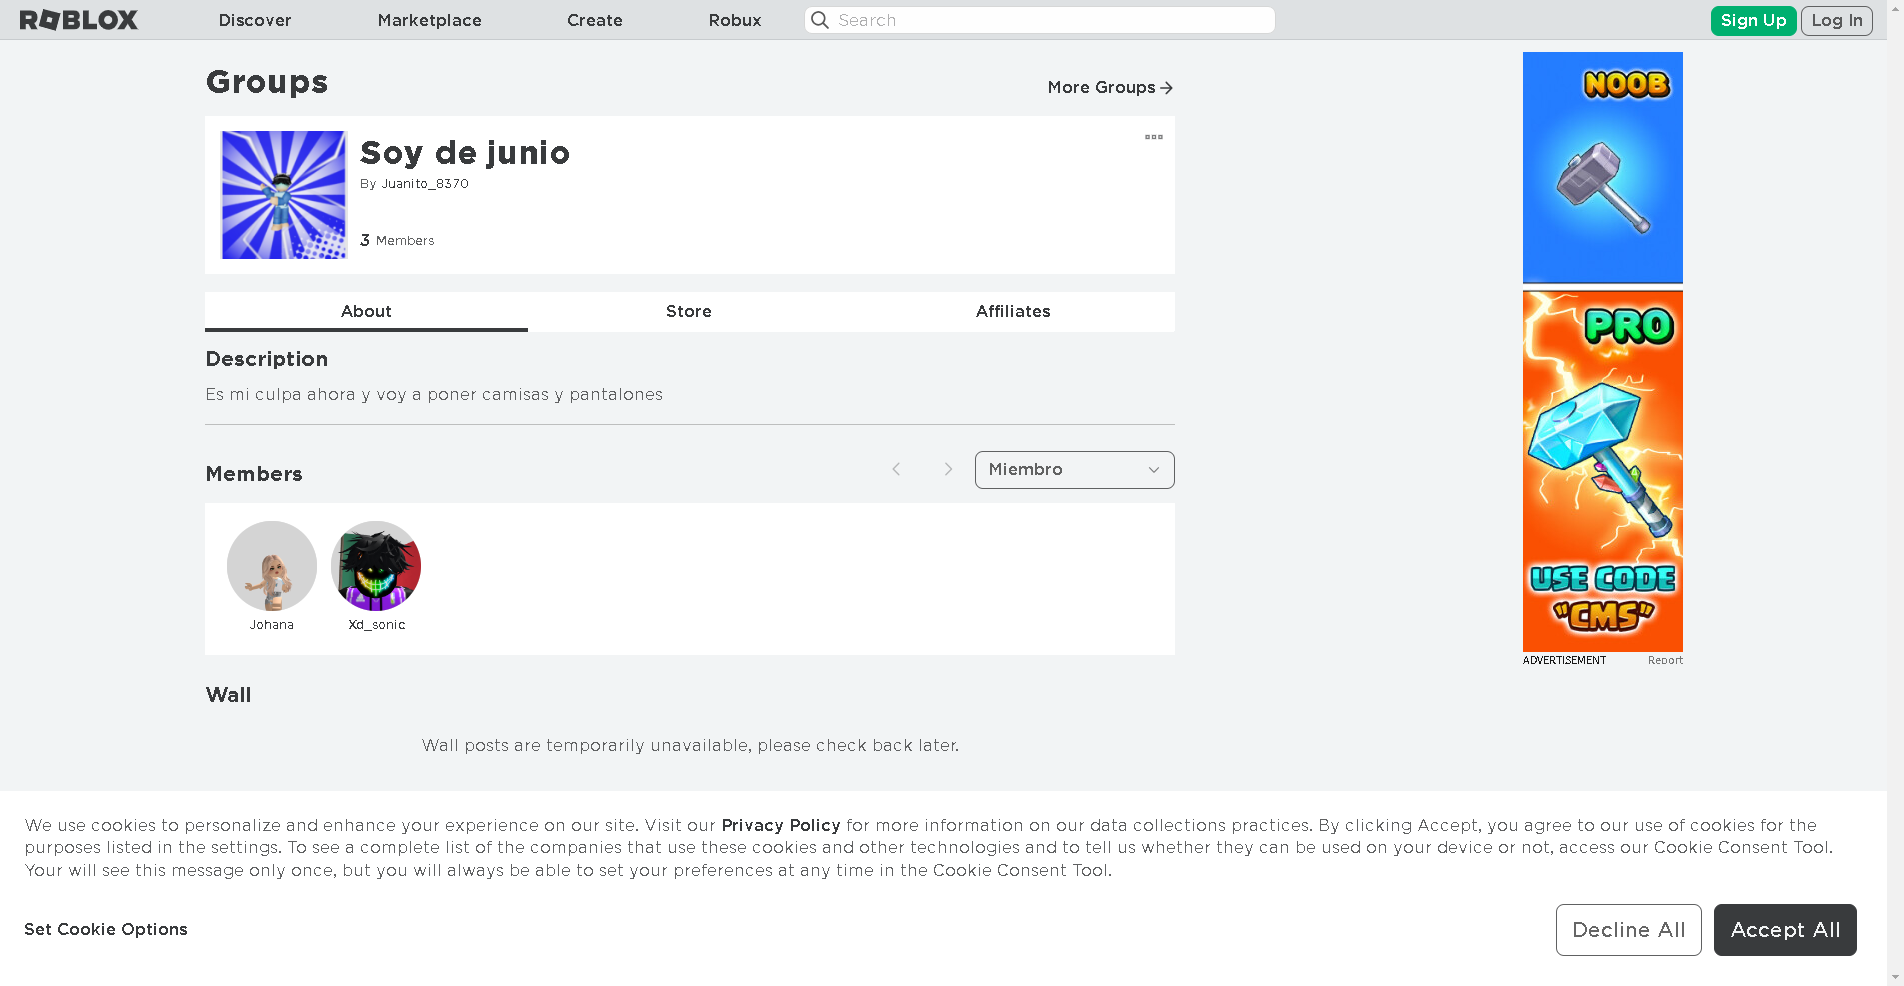 ROBLOX Discover Marketplace Create Robux Search Sign Up Log In
Groups
More Groups
Soy de junio
By Juanito_8370
3 Members
About Store Affiliates
Description
Es mi culpa ahora y voy a poner camisas y pantalones
Members
Miembro
Johana Xd_sonic
Wall
Wall posts are temporarily unavailable, please check back later.
NOOB
PRO
USE CODE
"CMS"
ADVERTISEMENT Report
We use cookies to personalize and enhance your experience on our site. Visit our Privacy Policy for more information on our data collections practices. By clicking Accept, you agree to our use of cookies for the
purposes listed in the settings. To see a complete list of the companies that use these cookies and other technologies and to tell us whether they can be used on your device or not, access our Cookie Consent Tool.
Your will see this message only once, but you will always be able to set your preferences at any time in the Cookie Consent Tool.
Set Cookie Options
Decline All Accept All